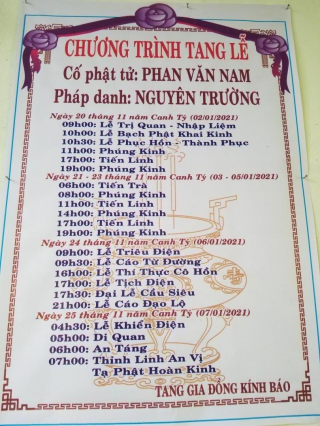 CHƯƠNG TRÌNH TANG LỄ
Cố phật tử: PHAN VĂN NAM
Pháp danh: NGUYÊN TRƯỜNG
Ngày 20 tháng 11 năm Canh Tý (02/01/2021)
09h00: Lễ Trị Quan - Nhập Liệm
10h00: Lễ Bạch Phật Khai Kinh
10h30: Lễ Phục Hồn - Thành Phục
11h00: Phúng Kinh
17h00: Tiến Linh
19h00: Phúng Kinh
Ngày 21 - 23 tháng 11 năm Canh Tý (03 - 05/01/2021)
06h00: Tiến Trà
08h00: Phúng Kinh
11h00: Tiến Linh
14h00: Phúng Kinh
17h00: Tiến Linh
19h00: Phúng Kinh
Ngày 24 tháng 11 năm Canh Tý (06/01/2021)
09h00: Lễ Triêu Điện
09h30: Lễ Cáo Từ Đường
16h00: Lễ Thí Thực Cô Hồn
17h00: Lễ Tịch Điện
17h30: Đại Lễ Cầu Siêu
21h00: Lễ Cáo Đạo Lộ
Ngày 25 tháng 11 năm Canh Tý (07/01/2021)
04h30: Lễ Khiển Điện
05h00: Di Quan
06h00: An Táng
07h00: Thỉnh Linh An Vị
Tạ Phật Hoàn Kinh
TANG GIA ĐỒNG KÍNH BÁO